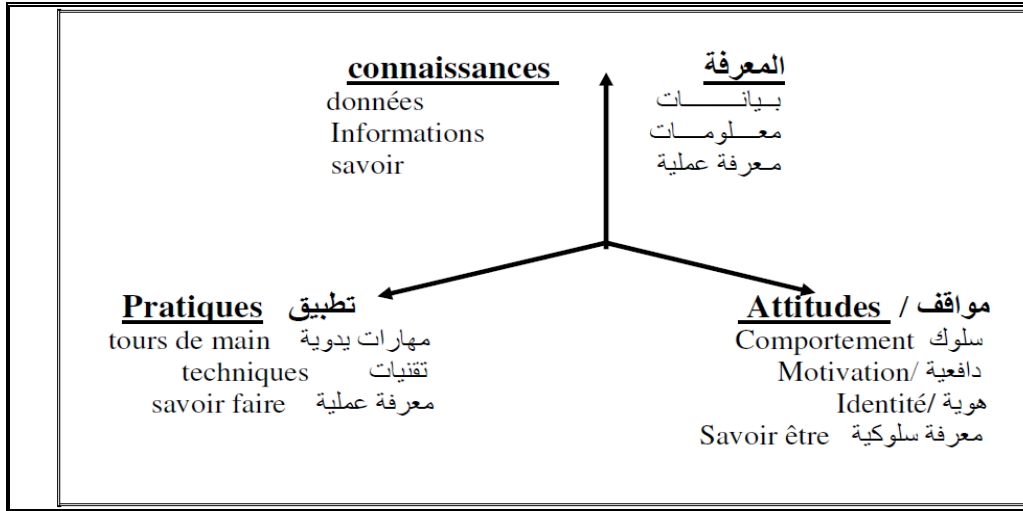 connaissances المعرفة
données بيانات
Informations معلومات
savoir معرفة عملية
Pratiques تطبيق
tours de main مهارات يدوية
techniques تقنيات
savoir faire معرفة عملية
Attitudes / مواقف
Comportement سلوك
Motivation/ دافعية
Identité/ هوية
Savoir être معرفة سلوكية